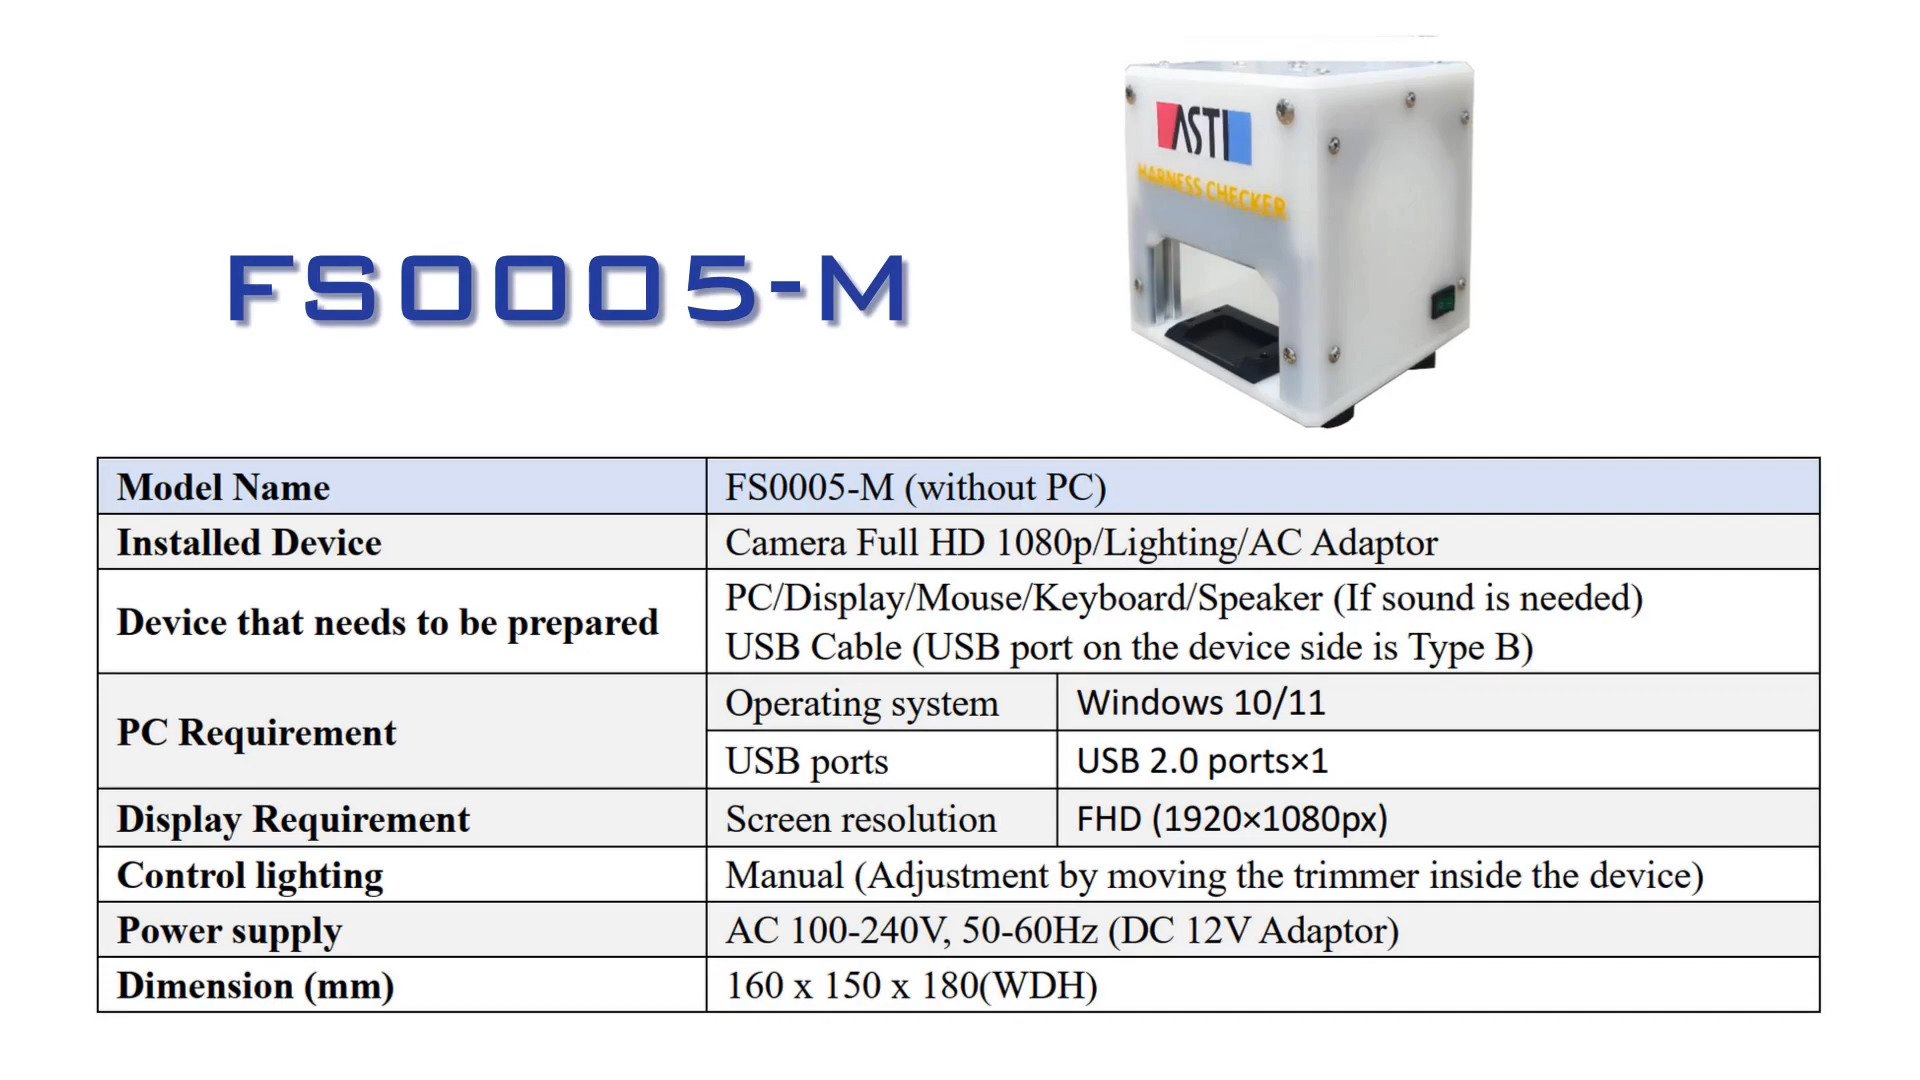 ASTI
HARNESS CHECKER
FS0005-M
Model Name
FS0005-M (without PC)
Installed Device
Camera Full HD 1080p/Lighting/AC Adaptor
Device that needs to be prepared
PC/Display/Mouse/Keyboard/Speaker (If sound is needed)
USB Cable (USB port on the device side is Type B)
PC Requirement
Operating system
Windows 10/11
USB ports
USB 2.0 ports×1
Display Requirement
Screen resolution
FHD (1920×1080px)
Control lighting
Manual (Adjustment by moving the trimmer inside the device)
Power supply
AC 100-240V, 50-60Hz (DC 12V Adaptor)
Dimension (mm)
160 x 150 x 180(WDH)